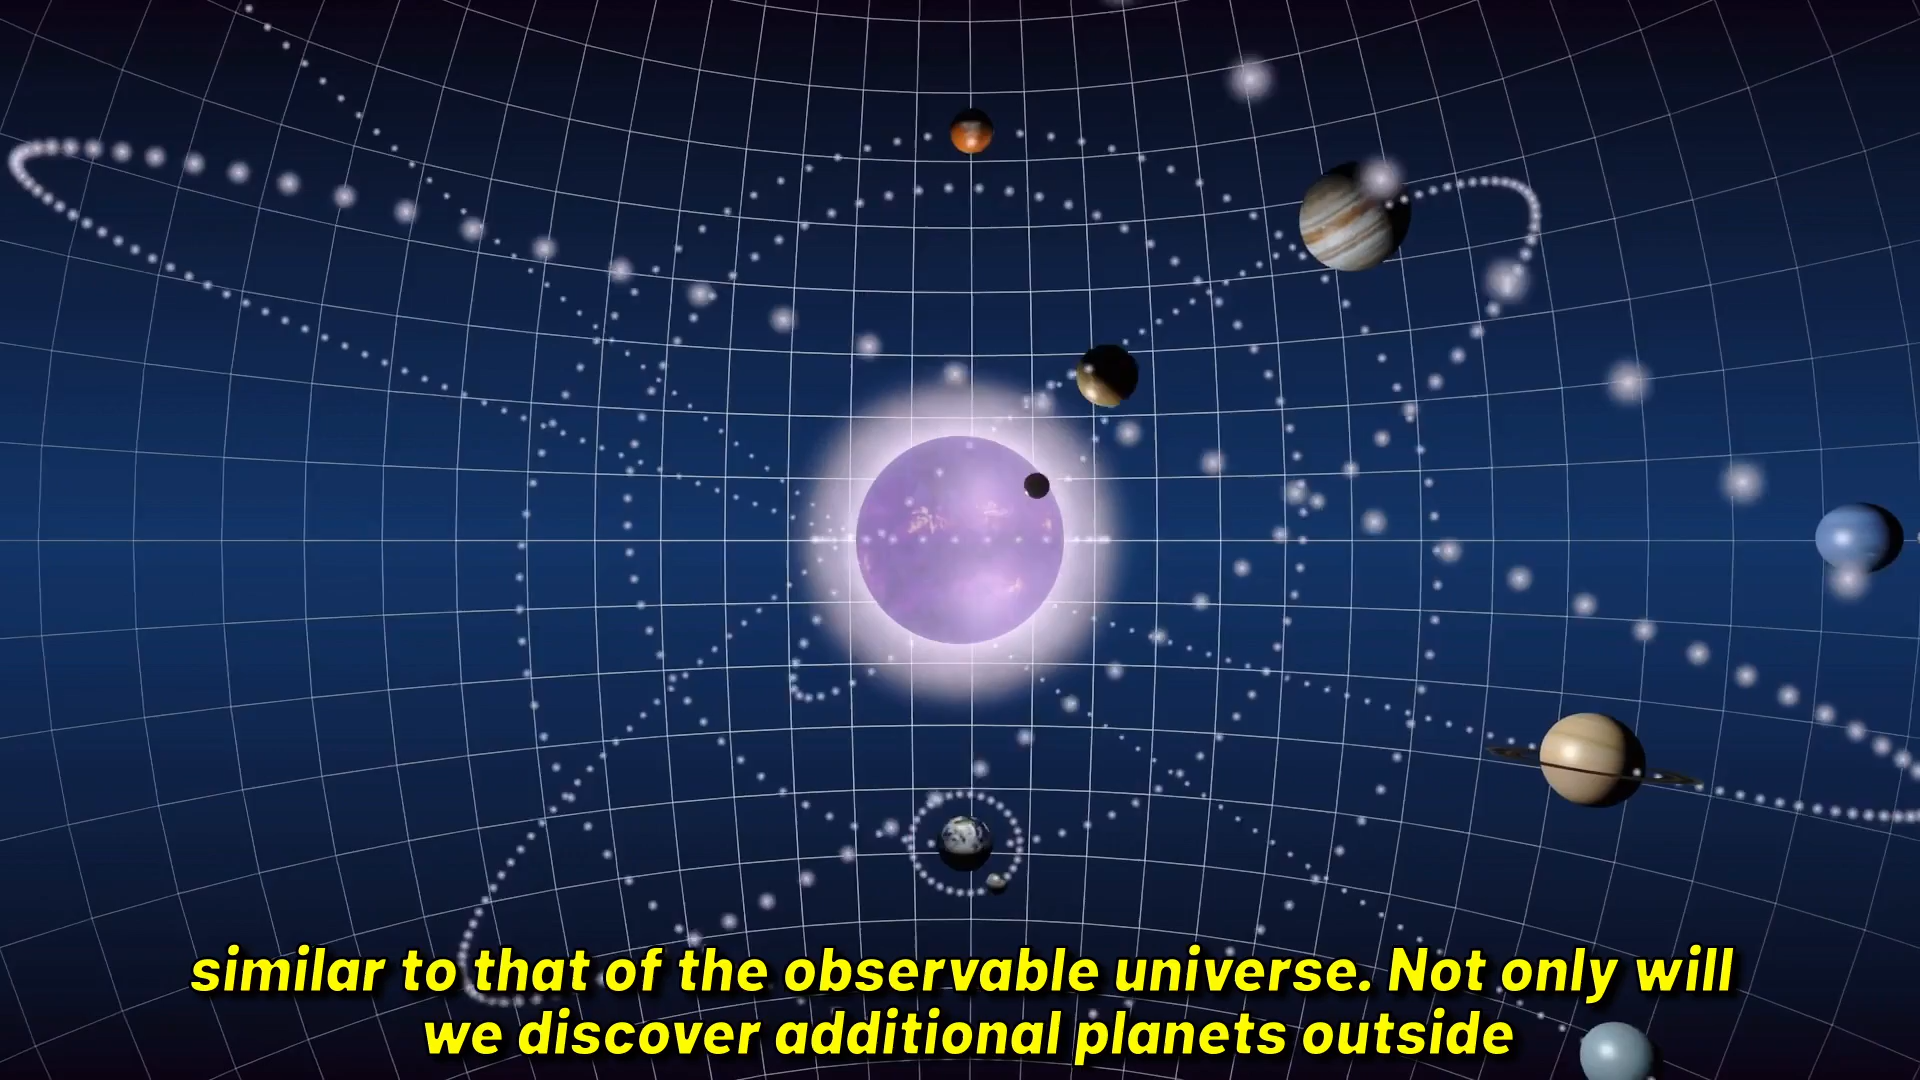 similar to that of the observable universe. Not only will
we discover additional planets outside